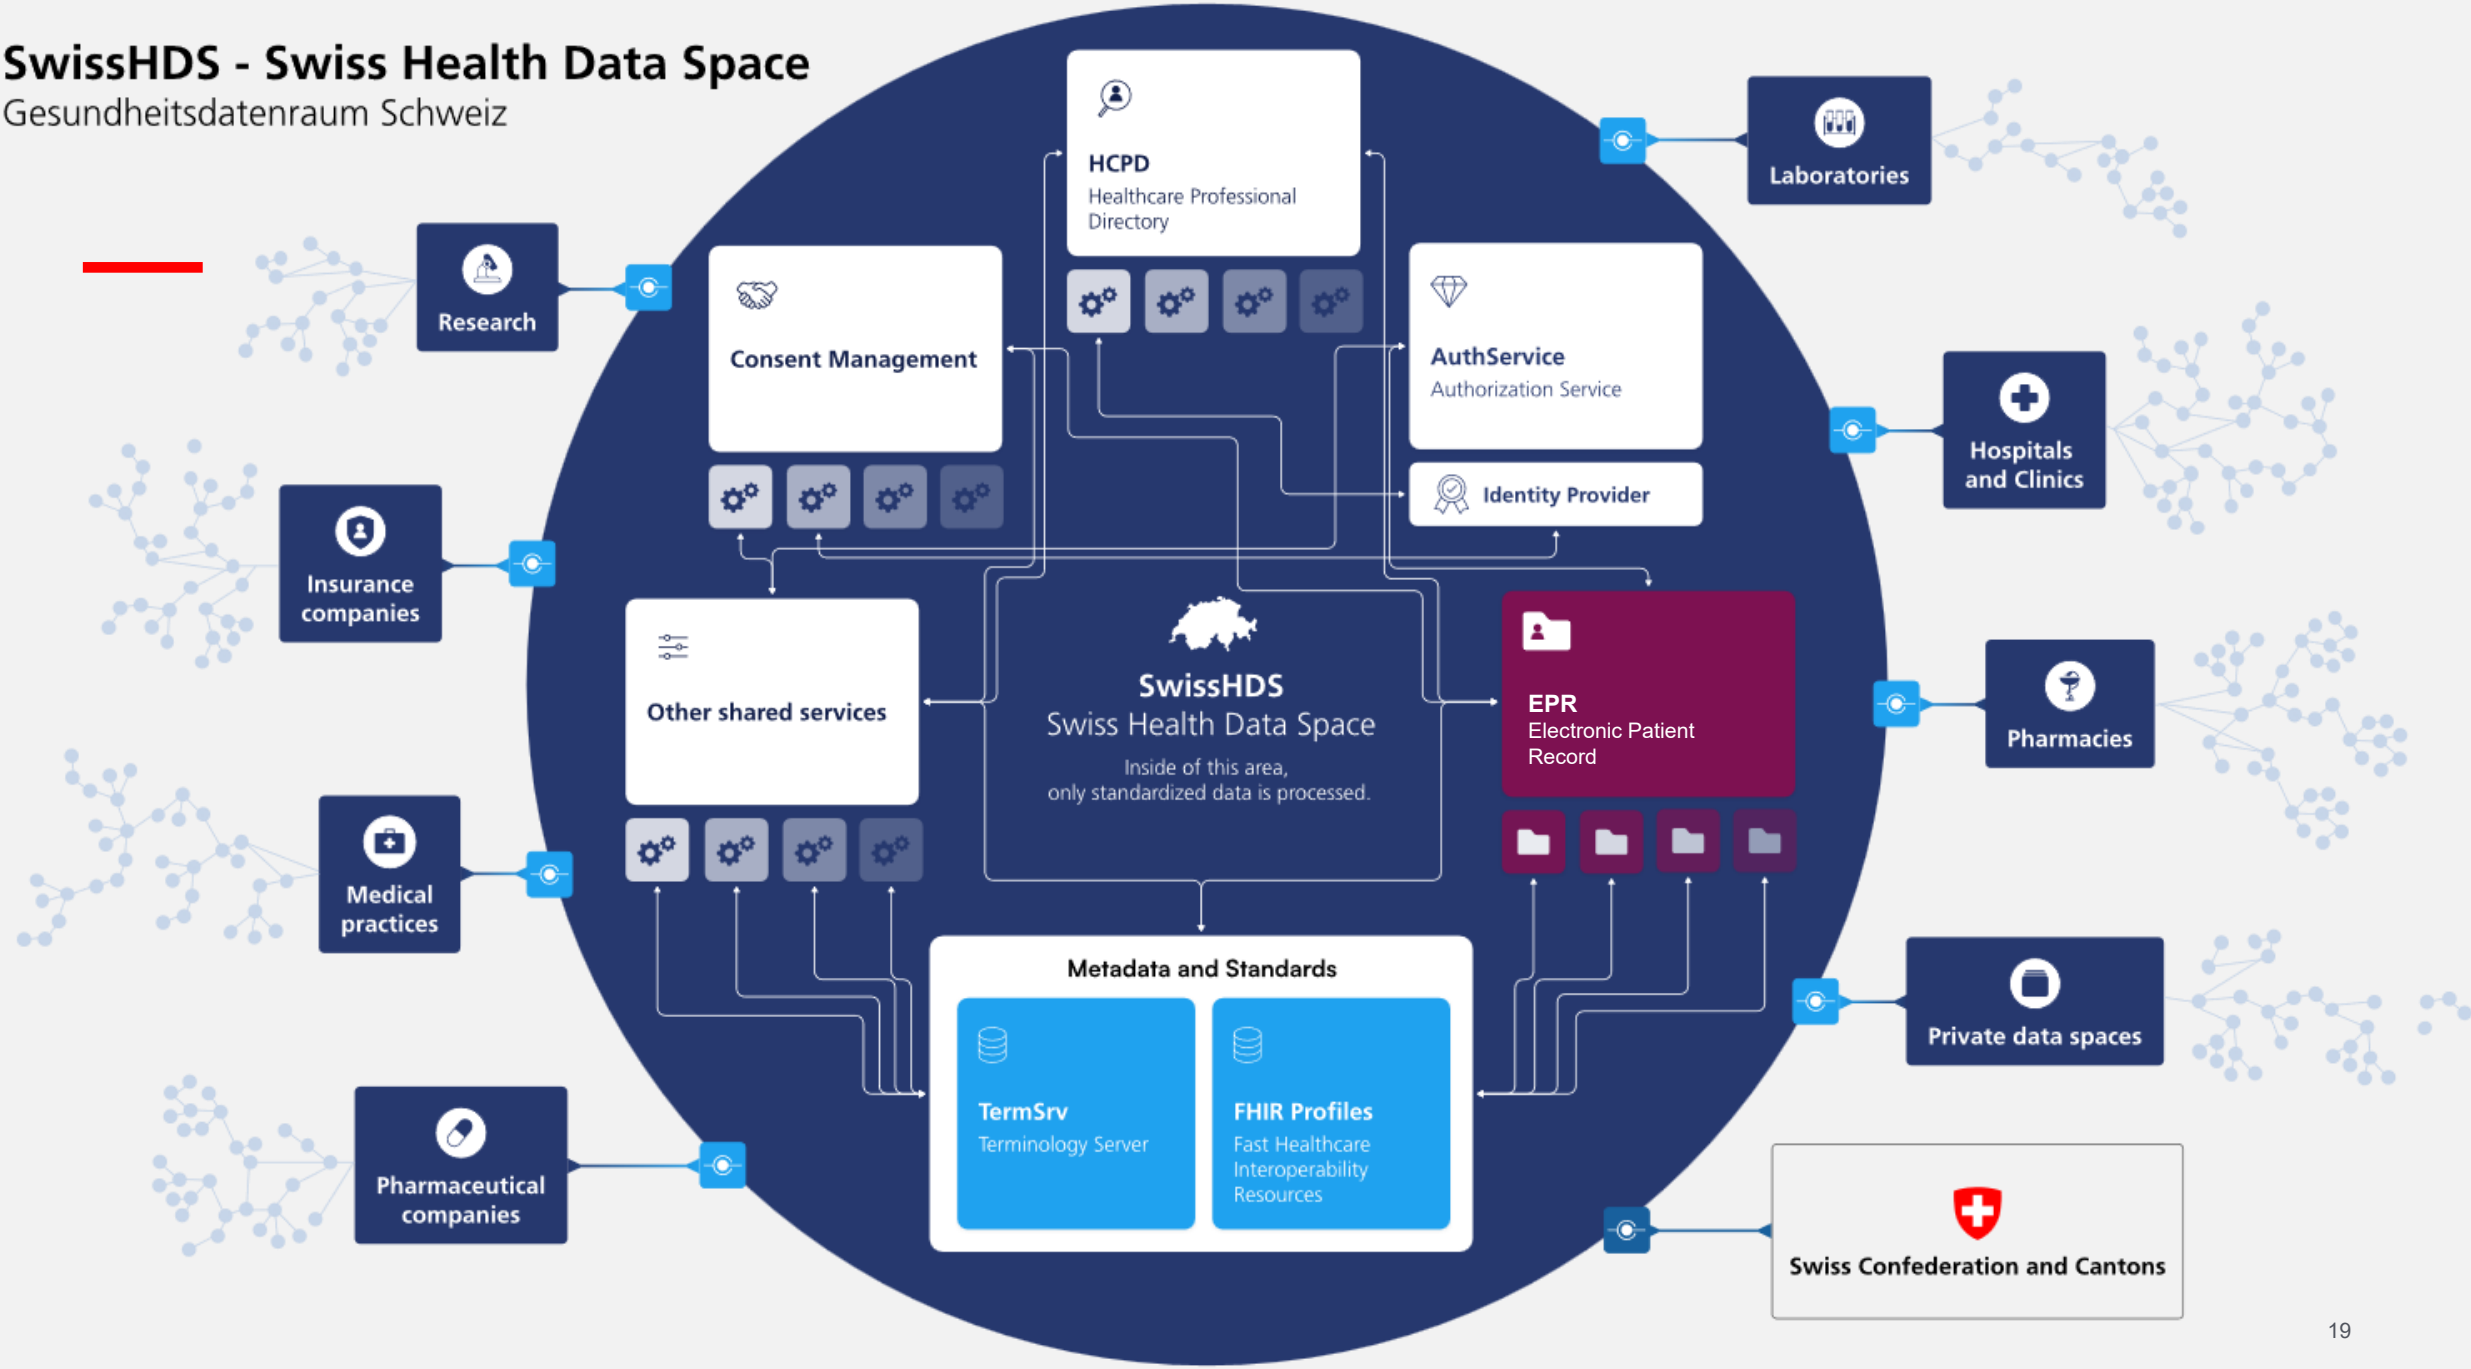 SwissHDS - Swiss Health Data Space
Gesundheitsdatenraum Schweiz
HCPD
Healthcare Professional
Directory
Laboratories
Research
Consent Management
AuthService
Authorization Service
Identity Provider
Hospitals
and Clinics
Insurance
companies
Other shared services
SwissHDS
Swiss Health Data Space
Inside of this area,
only standardized data is processed.
EPR
Electronic Patient
Record
Pharmacies
Medical
practices
Metadata and Standards
TermSrv
Terminology Server
FHIR Profiles
Fast Healthcare
Interoperability
Resources
Private data spaces
Pharmaceutical
companies
Swiss Confederation and Cantons
19